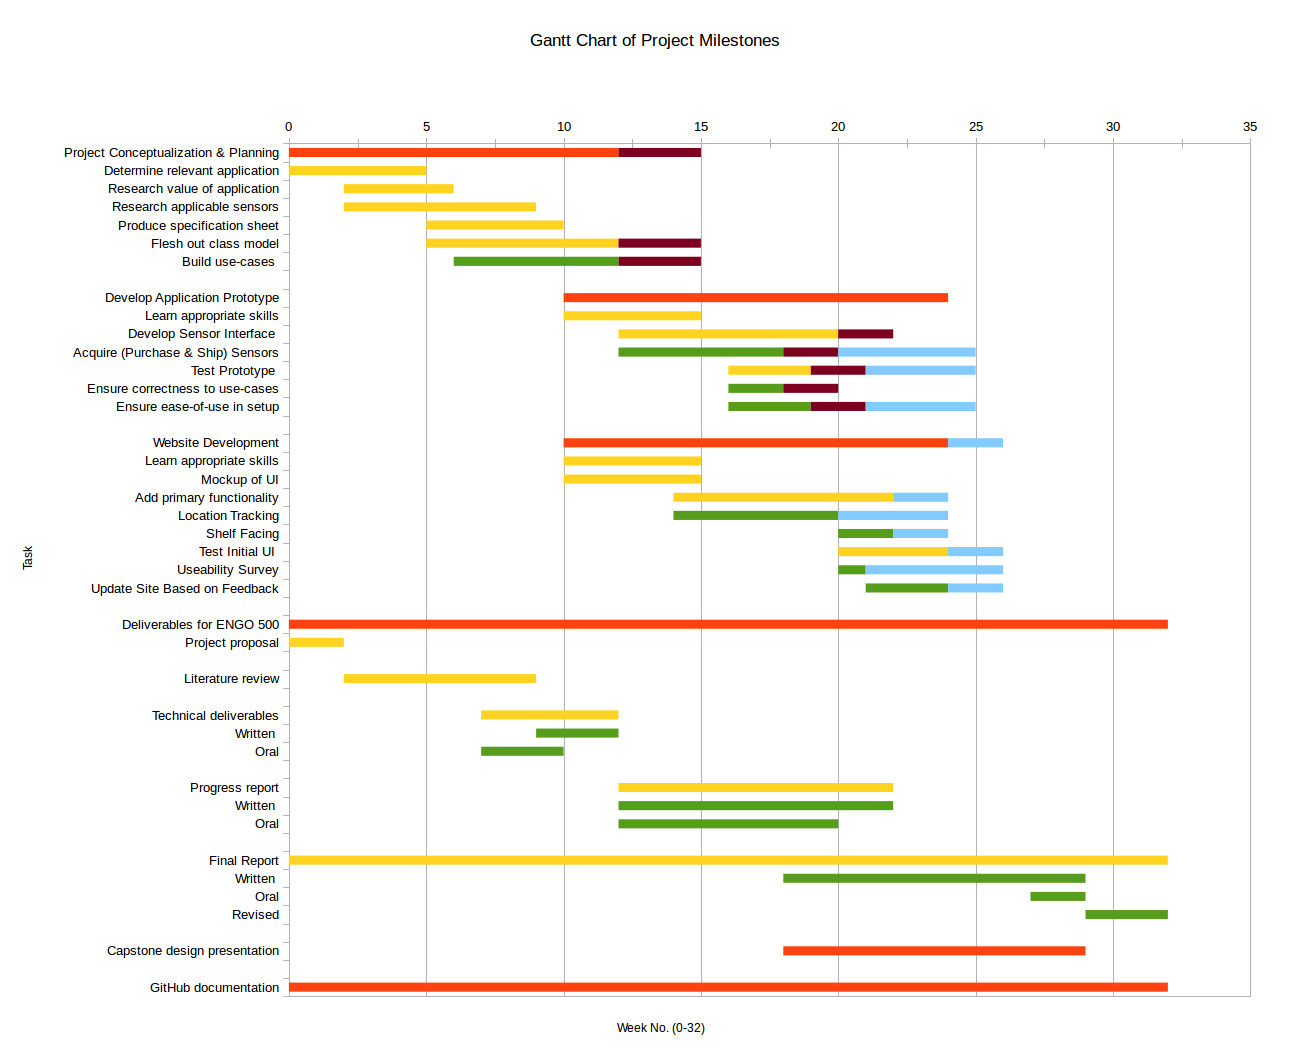 Gantt Chart of Project Milestones
0 5 10 15 20 25 30 35
Project Conceptualization & Planning
Determine relevant application
Research value of application
Research applicable sensors
Produce specification sheet
Flesh out class model
Build use-cases
Develop Application Prototype
Learn appropriate skills
Develop Sensor Interface
Acquire (Purchase & Ship) Sensors
Test Prototype
Ensure correctness to use-cases
Ensure ease-of-use in setup
Website Development
Learn appropriate skills
Mockup of UI
Add primary functionality
Location Tracking
Shelf Facing
Test Initial UI
Useability Survey
Update Site Based on Feedback
Deliverables for ENGO 500
Project proposal
Literature review
Technical deliverables
Written
Oral
Progress report
Written
Oral
Final Report
Written
Oral
Revised
Capstone design presentation
GitHub documentation
Task
Week No. (0-32)